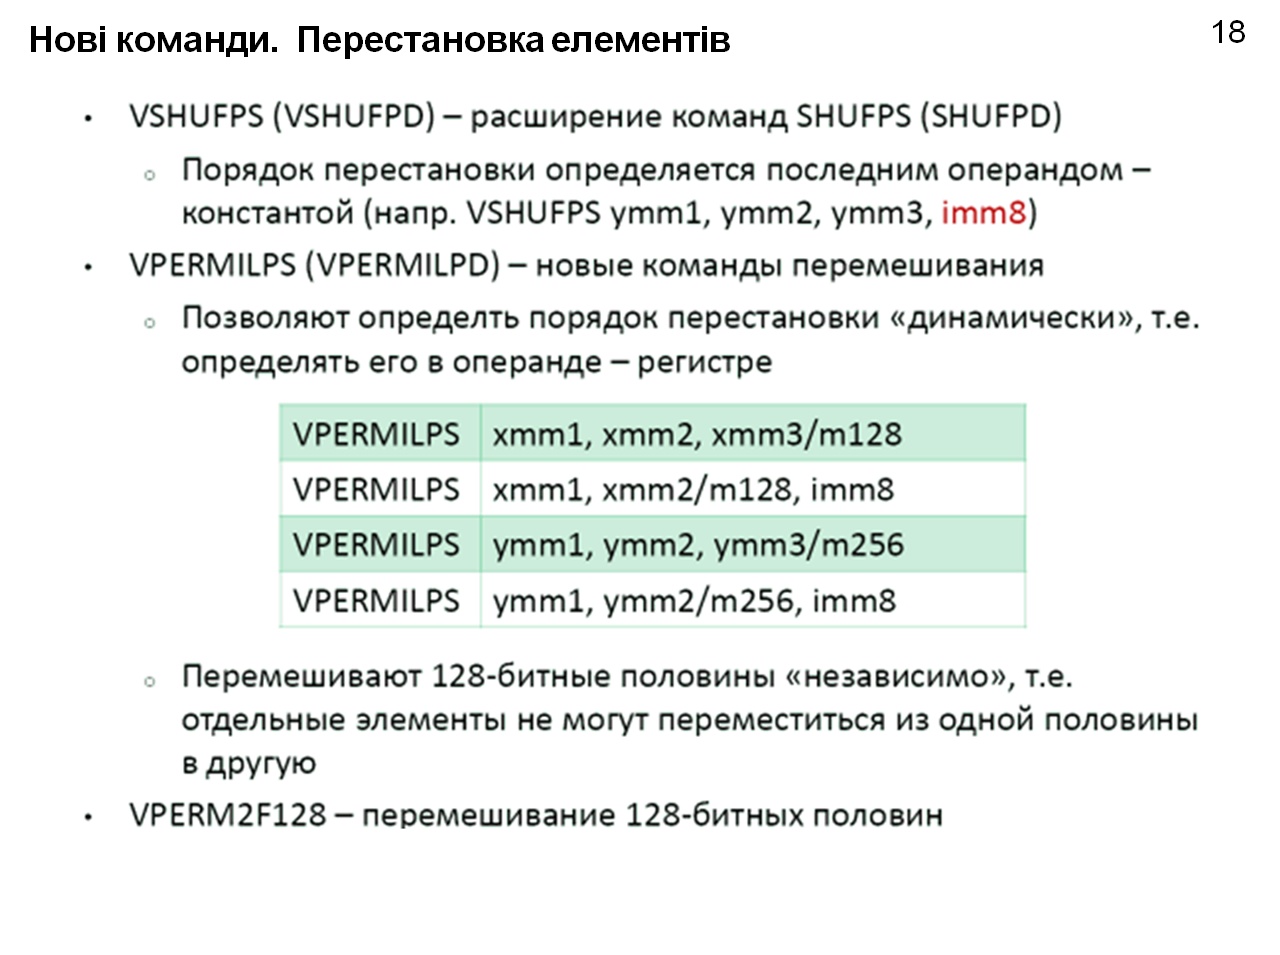 Нові команди. Перестановка елементів
18
• VSHUFPS (VSHUFPD) – расширение команд SHUFPS (SHUFPD)
o Порядок перестановки определяется последним операндом –
константой (напр. VSHUFPS ymm1, ymm2, ymm3, imm8)
• VPERMILPS (VPERMILPD) – новые команды перемешивания
o Позволяют определть порядок перестановки «динамически», т.е.
определять его в операнде – регистре
VPERMILPS xmm1, xmm2, xmm3/m128
VPERMILPS xmm1, xmm2/m128, imm8
VPERMILPS ymm1, ymm2, ymm3/m256
VPERMILPS ymm1, ymm2/m256, imm8
o Перемешивают 128-битные половины «независимо», т.е.
отдельные элементы не могут переместиться из одной половины
в другую
• VPERM2F128 – перемешивание 128-битных половин